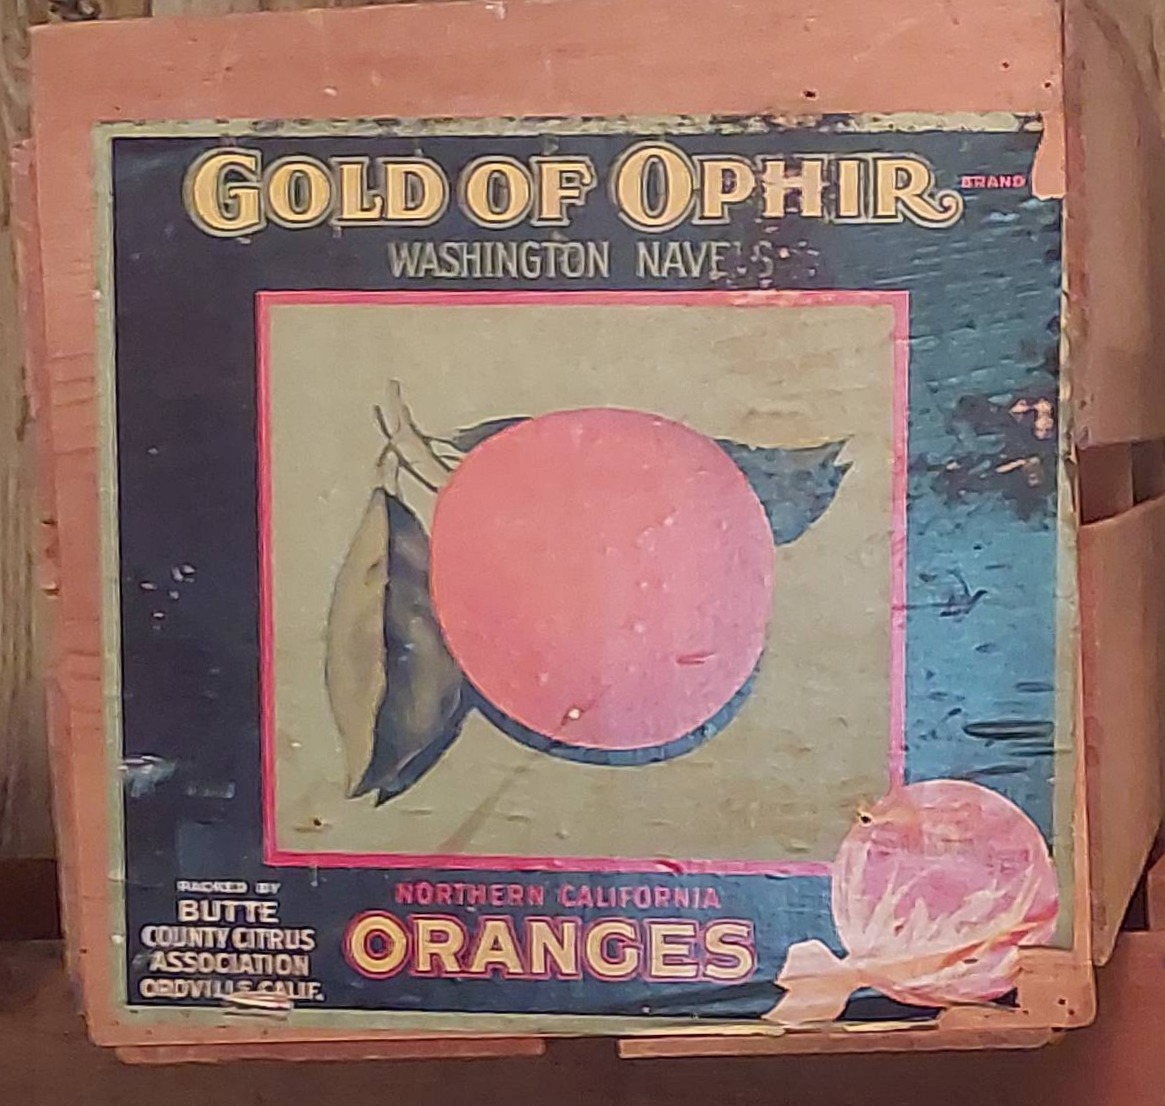 GOLD OF OPHIR BRAND
WASHINGTON NAVELS
NORTHERN CALIFORNIA
ORANGES
PACKED BY
BUTTE
COUNTY CITRUS
ASSOCIATION
OROVILLE CALIF.